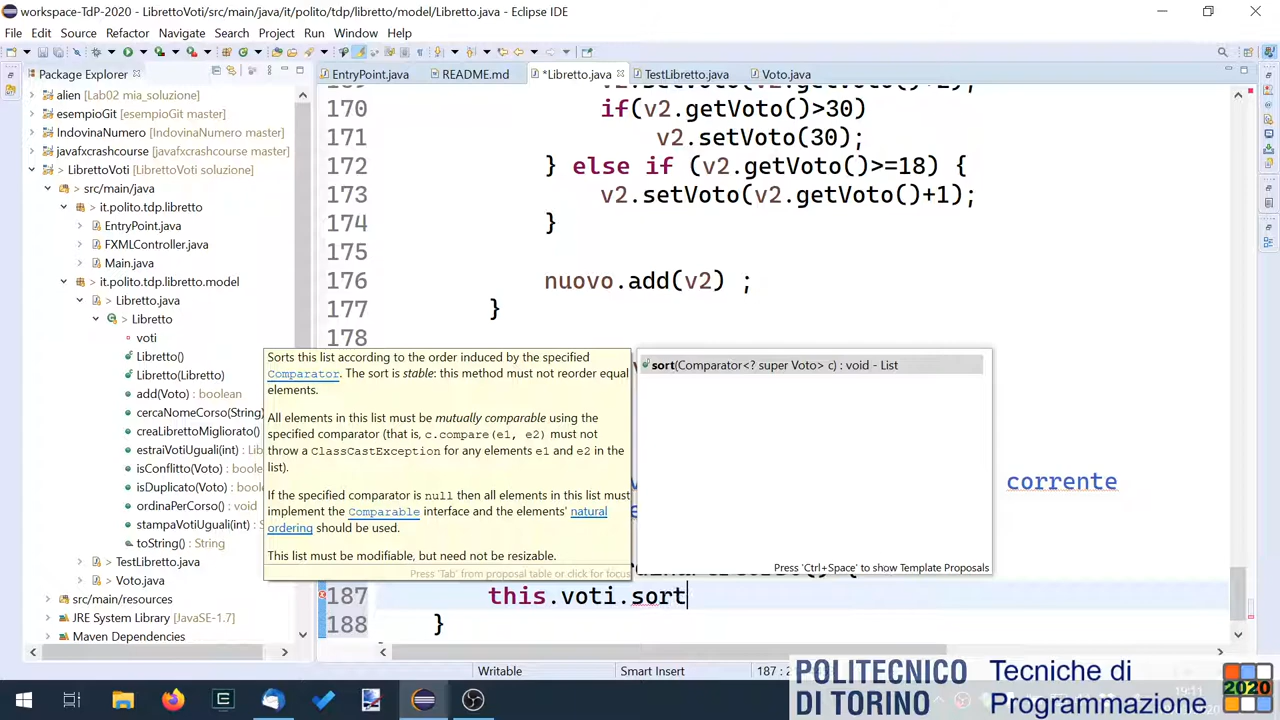 workspace-TdP-2020 - LibrettoVoti/src/main/java/it/polito/tdp/libretto/model/Libretto.java - Eclipse IDE
File Edit Source Refactor Navigate Search Project Run Window Help
Package Explorer
EntryPoint.java README.md *Libretto.java TestLibretto.java Voto.java
alien [Lab02 mia_soluzione]
esempioGit [esempioGit master]
IndovinaNumero [IndovinaNumero master]
javafxcrashcourse [javafxcrashcourse master]
> LibrettoVoti [LibrettoVoti soluzione]
> src/main/java
> it.polito.tdp.libretto
> EntryPoint.java
> FXMLController.java
> Main.java
> it.polito.tdp.libretto.model
> Libretto.java
> Libretto
voti
Libretto()
Libretto(Libretto)
add(Voto) : boolean
cercaNomeCorso(String)
creaLibrettoMigliorato()
estraiVotiUguali(int) : Lib
isConflitto(Voto) : boole
isDuplicato(Voto) : boole
ordinaPerCorso() : void
stampaVotiUguali(int) : S
toString() : String
> TestLibretto.java
> Voto.java
src/main/resources
JRE System Library [JavaSE-1.7]
Maven Dependencies
170 if(v2.getVoto()>30)
171 v2.setVoto(30);
172 } else if (v2.getVoto()>=18) {
173 v2.setVoto(v2.getVoto()+1);
174 }
175
176 nuovo.add(v2) ;
177 }
178
corrente
187 this.voti.sort
188 }
Sorts this list according to the order induced by the specified
Comparator. The sort is stable: this method must not reorder equal
elements.
All elements in this list must be mutually comparable using the
specified comparator (that is, c.compare(e1, e2) must not
throw a ClassCastException for any elements e1 and e2 in the
list).
If the specified comparator is null then all elements in this list must
implement the Comparable interface and the elements' natural
ordering should be used.
This list must be modifiable, but need not be resizable.
Press 'Tab' from proposal table or click for focus
sort(Comparator<? super Voto> c) : void - List
Press 'Ctrl+Space' to show Template Proposals
Writable Smart Insert
POLITECNICO
DI TORINO
Tecniche di
Programmazione
2020